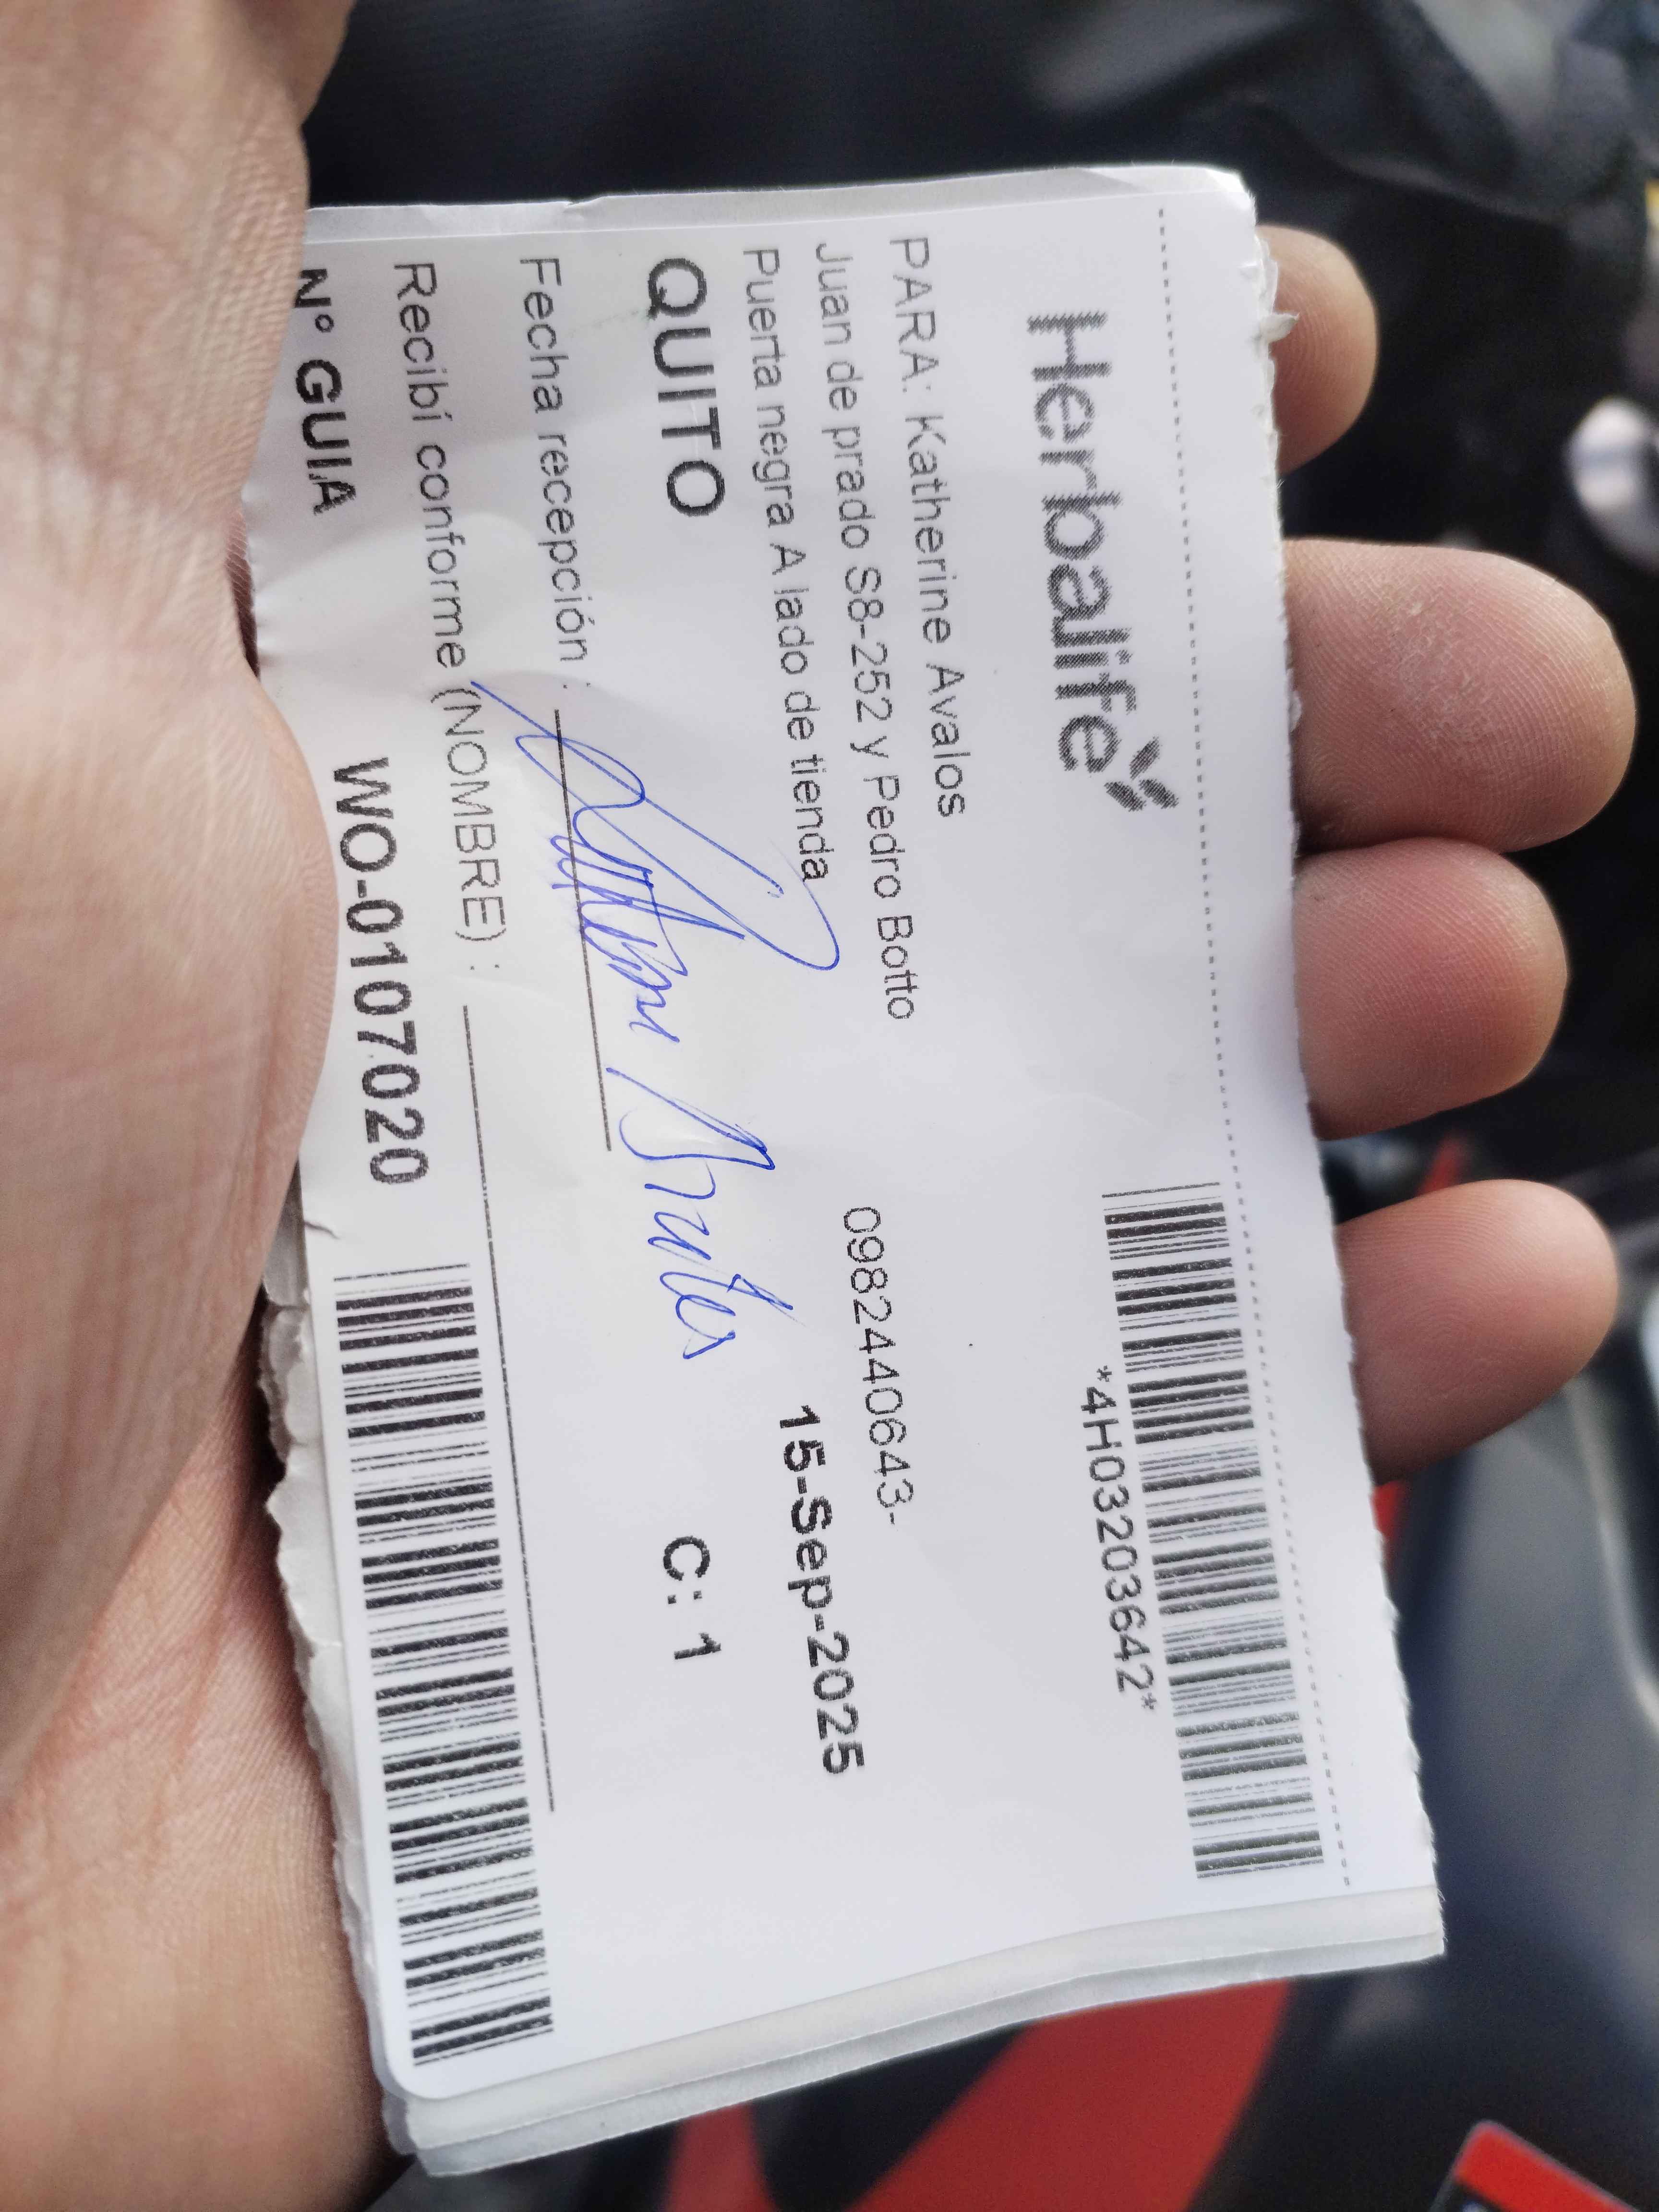 Herbalife
*4H03203642*
PARA: Katherine Avalos
Juan de prado S8-252 y Pedro Botto
0982440643-
Puerta negra A lado de tienda
15-Sep-2025
QUITO
C: 1
Fecha recepción :
Recibí conforme (NOMBRE) :
N° GUIA WO-0107020